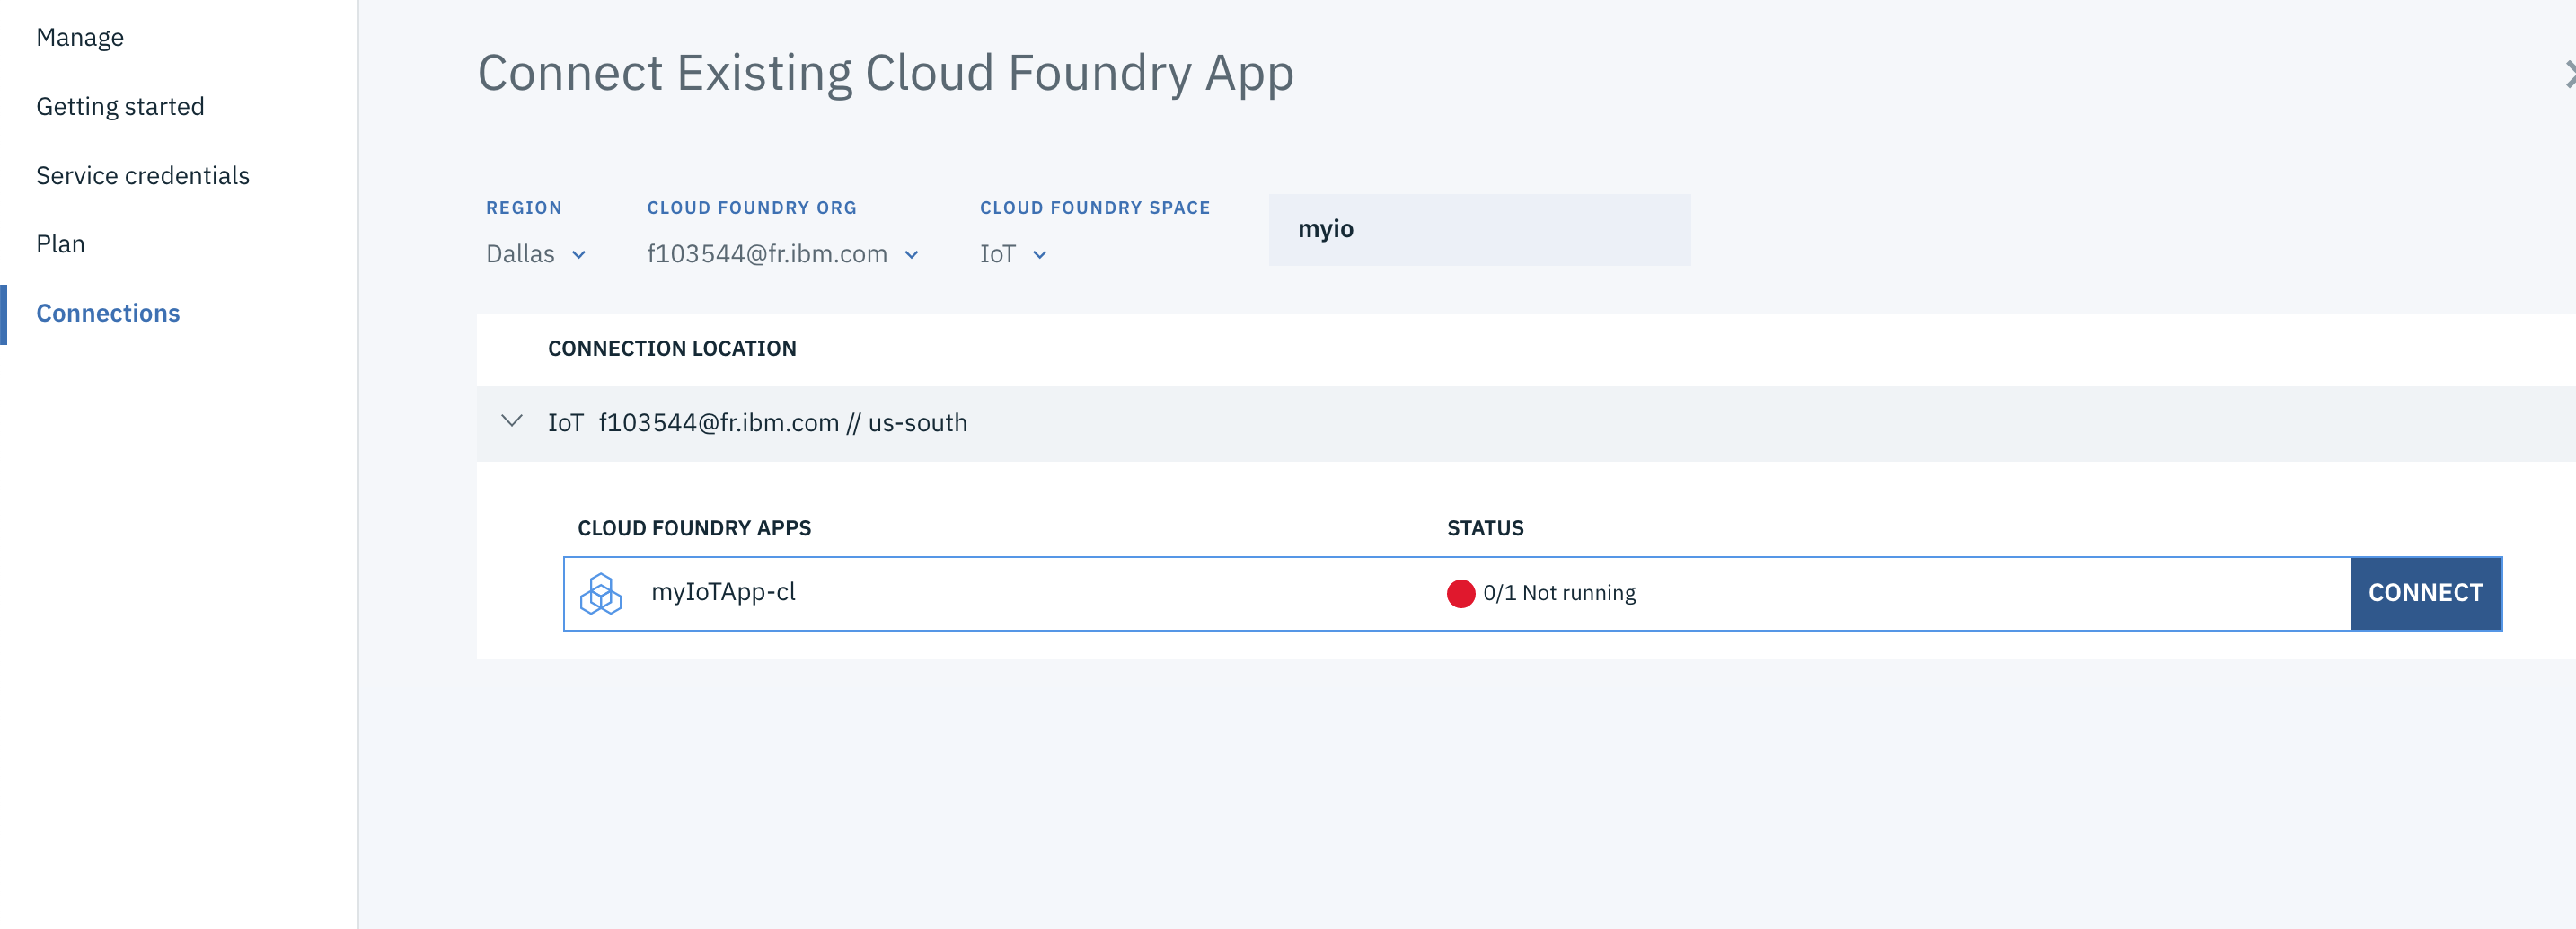 Manage
Getting started
Service credentials
Plan
Connections
Connect Existing Cloud Foundry App
REGION
Dallas
CLOUD FOUNDRY ORG
f103544@fr.ibm.com
CLOUD FOUNDRY SPACE
IoT
myio
CONNECTION LOCATION
IoT f103544@fr.ibm.com // us-south
CLOUD FOUNDRY APPS STATUS
myIoTApp-cl 0/1 Not running CONNECT